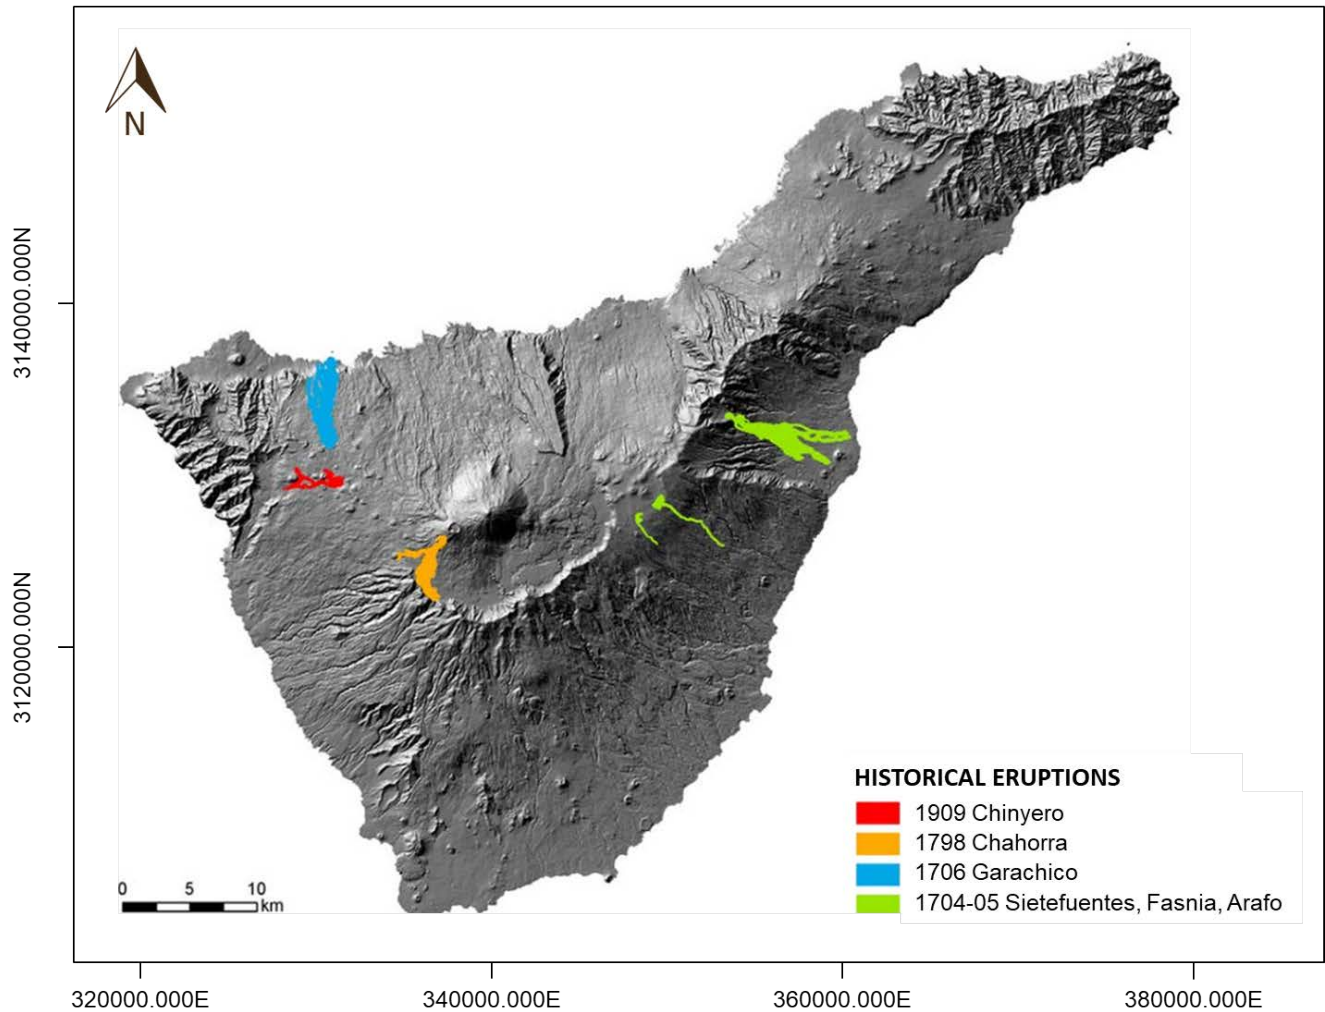 N
3140000.000N
3120000.000N
HISTORICAL ERUPTIONS
1909 Chinyero
1798 Chahorra
1706 Garachico
1704-05 Sietefuentes, Fasnia, Arafo
0 5 10
km
320000.000E 340000.000E 360000.000E 380000.000E